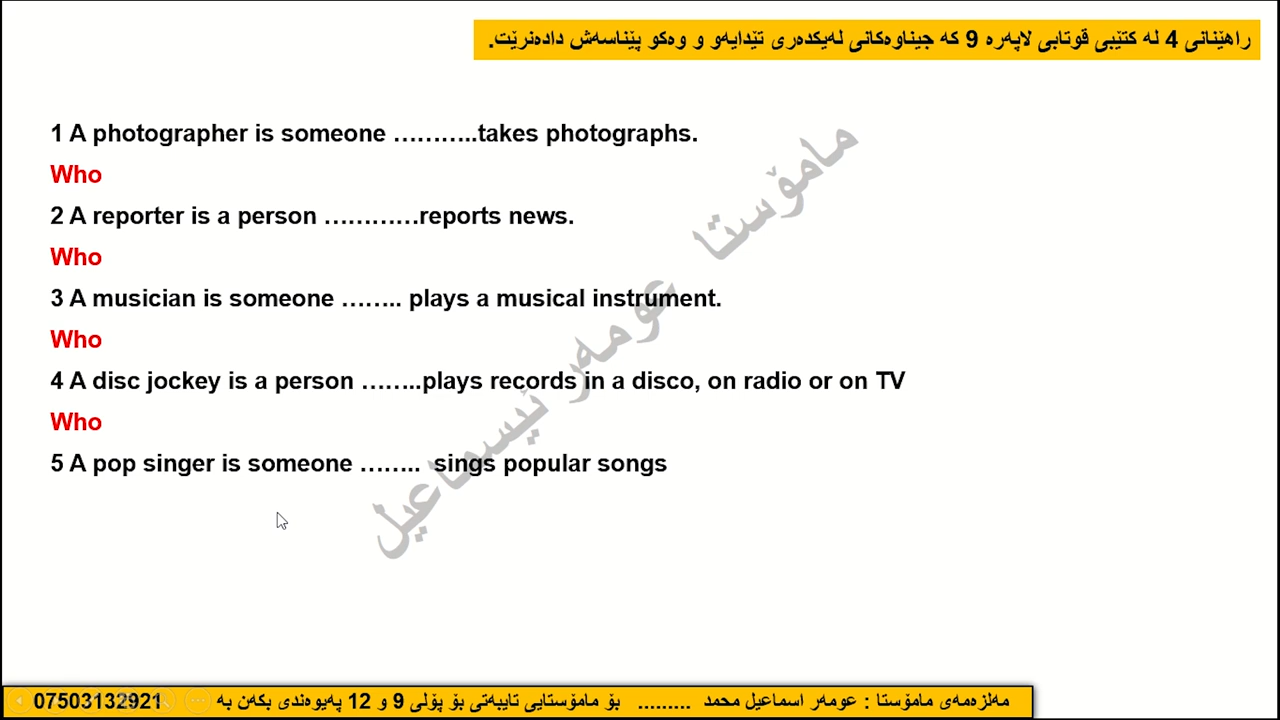 راهێنانی 4 لە کتێبی قوتابی لاپەرە 9 کە جیناوەکانی لەیکدەری تێدایەو و وەکو پێناسەش دادەنرێت.
1 A photographer is someone ………..takes photographs.
Who
2 A reporter is a person …………reports news.
Who
3 A musician is someone …….. plays a musical instrument.
Who
4 A disc jockey is a person ……..plays records in a disco, on radio or on TV
Who
5 A pop singer is someone …….. sings popular songs
مامۆستا عومەر ئیسماعیل
مەلزەمەی مامۆستا : عومەر اسماعیل محمد ......... بۆ مامۆستایی تایبەتی بۆ پۆلی 9 و 12 پەیوەندی بکەن بە 07503132921